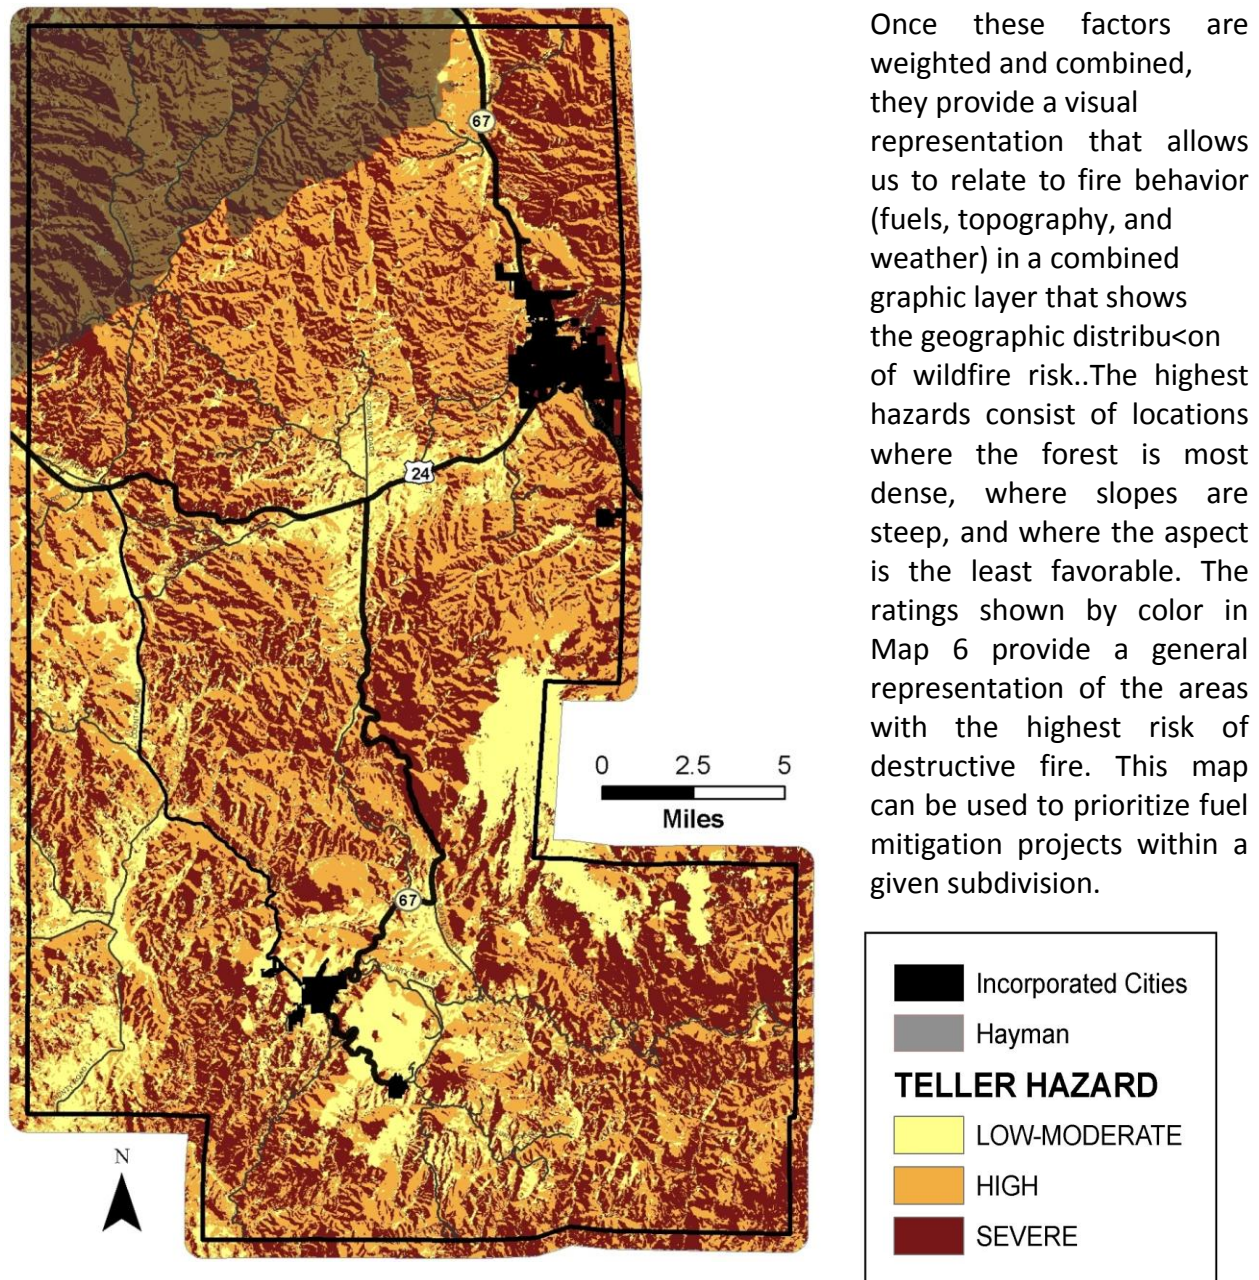 Once these factors are
weighted and combined,
they provide a visual
representation that allows
us to relate to fire behavior
(fuels, topography, and
weather) in a combined
graphic layer that shows
the geographic distribu<on
of wildfire risk..The highest
hazards consist of locations
where the forest is most
dense, where slopes are
steep, and where the aspect
is the least favorable. The
ratings shown by color in
Map 6 provide a general
representation of the areas
with the highest risk of
destructive fire. This map
can be used to prioritize fuel
mitigation projects within a
given subdivision.
67
24
0 2.5 5
Miles
67
N
Incorporated Cities
Hayman
TELLER HAZARD
LOW-MODERATE
HIGH
SEVERE